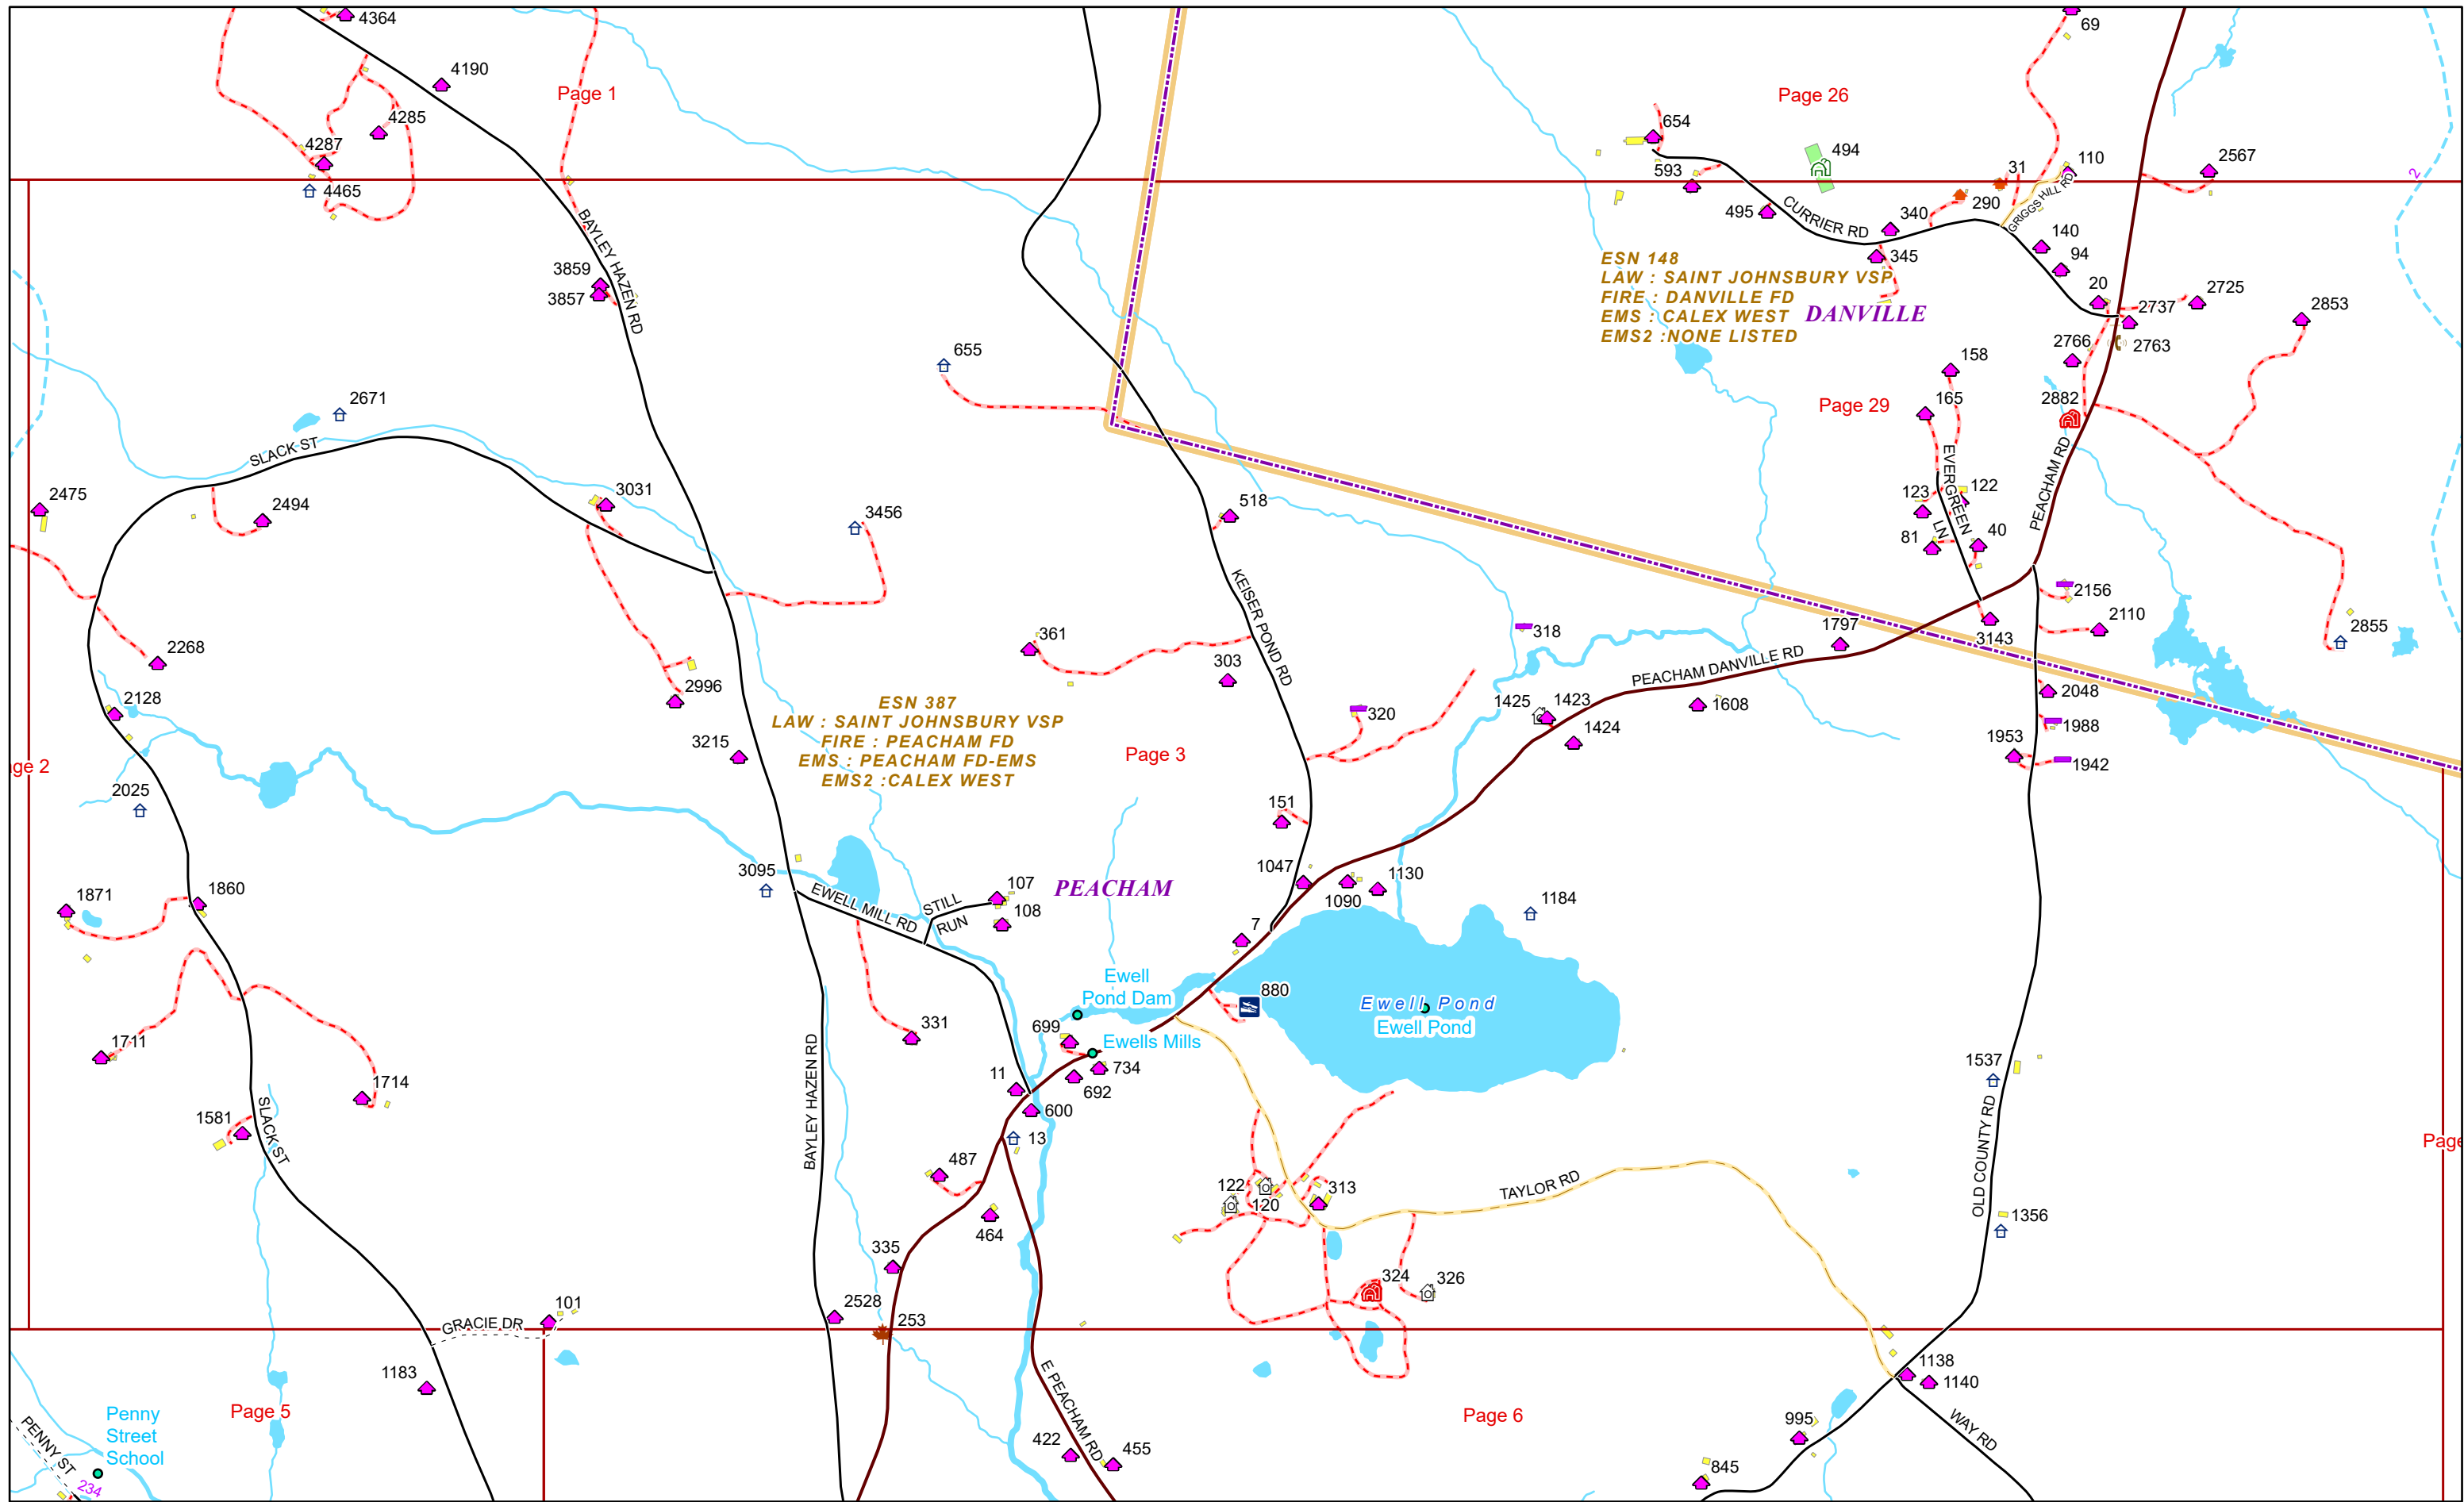 4364
69
4190
Page 1
Page 26
4285
654
4287
494
31
110
2567
593
4465
290
GRIGGS HILL RD
2
495
CURRIER RD
340
140
BAYLEY HAZEN RD
345
94
ESN 148
LAW : SAINT JOHNSBURY VSP
FIRE : DANVILLE FD
EMS : CALEX WEST
EMS2 :NONE LISTED
DANVILLE
3859
3857
20
2737
2725
2853
2763
2766
655
158
2671
165
Page 29
2882
SLACK ST
PEACHAM RD
EVERGREEN LN
2475
2494
3031
3456
518
123
122
81
40
KEISER POND RD
2156
2110
2855
318
1797
3143
361
303
2268
PEACHAM DANVILLE RD
2996
2128
2048
ESN 387
LAW : SAINT JOHNSBURY VSP
FIRE : PEACHAM FD
EMS : PEACHAM FD-EMS
EMS2 :CALEX WEST
1425
1423
1608
320
1424
1988
3215
1953
Page 3
1942
ge 2
2025
151
3095
1047
1090
1130
1871
1860
EWELL MILL RD
STILL RUN
107
108
PEACHAM
1184
7
Ewell
Pond Dam
880
Ewell Pond
Ewell Pond
331
699
Ewells Mills
1711
1537
734
BAYLEY HAZEN RD
11
692
1714
600
1581
SLACK ST
13
OLD COUNTY RD
Page
487
122
120
313
TAYLOR RD
464
1356
335
324
326
101
2528
253
GRACIE DR
1183
E PEACHAM RD
1138
1140
Page 5
Page 6
Penny
Street
School
PENNY ST
234
422
455
995
WAY RD
845